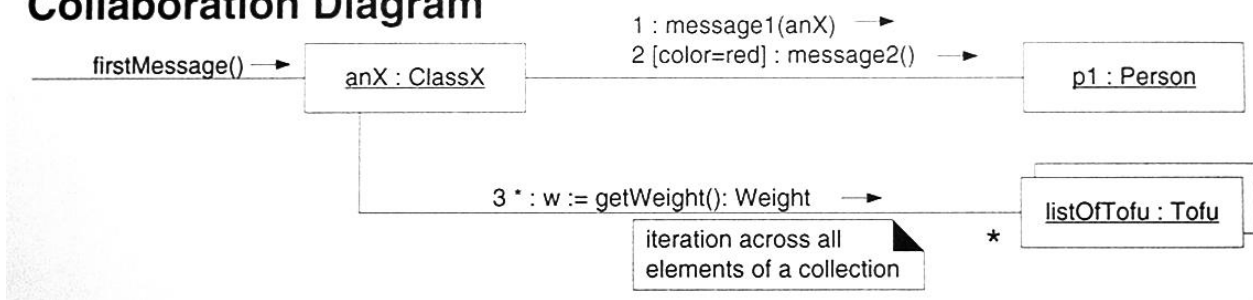 Collaboration Diagram
1 : message1(anX)
2 [color=red] : message2()
firstMessage()
anX : ClassX
p1 : Person
3 * : w := getWeight(): Weight
listOfTofu : Tofu
*
iteration across all
elements of a collection